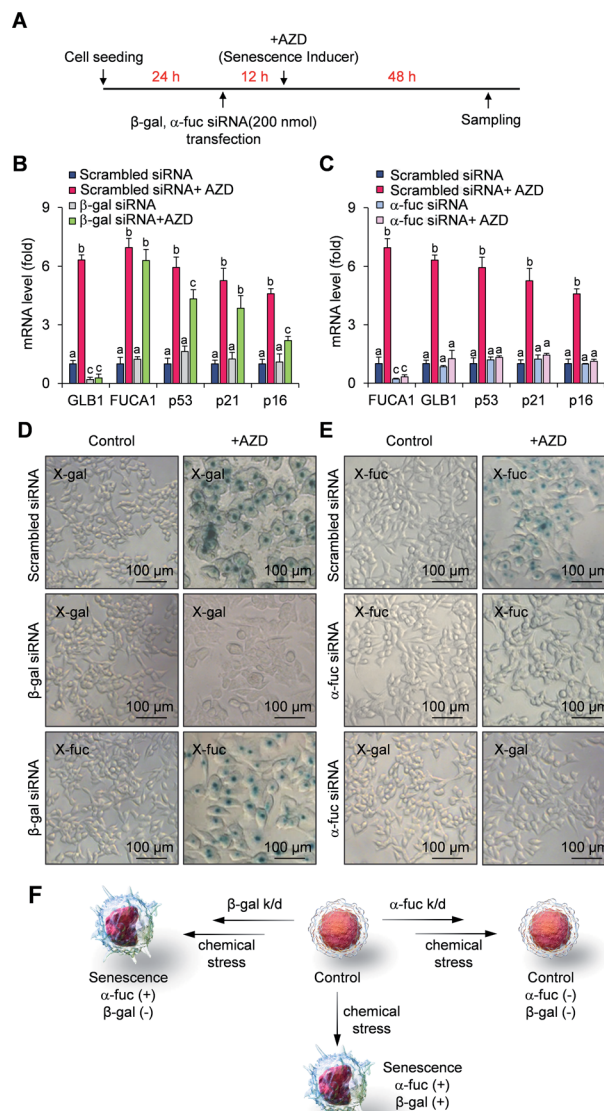 A
+AZD
Cell seeding
(Senescence Inducer)
24 h
12 h
48 h
β-gal, α-fuc siRNA(200 nmol)
transfection
Sampling
B
Scrambled siRNA
Scrambled siRNA+ AZD
β-gal siRNA
β-gal siRNA+AZD
mRNA level (fold)
9
6
3
0
a b c c
a b a b
a b a c
a b a b
a b a c
GLB1 FUCA1 p53 p21 p16
C
Scrambled siRNA
Scrambled siRNA+ AZD
α-fuc siRNA
α-fuc siRNA+ AZD
mRNA level (fold)
9
6
3
0
a b c c
a b a a
a b a a
a b a a
a b a a
FUCA1 GLB1 p53 p21 p16
D
Control
+AZD
Scrambled siRNA
X-gal
100 µm
X-gal
100 µm
β-gal siRNA
X-gal
100 µm
X-gal
100 µm
β-gal siRNA
X-fuc
100 µm
X-fuc
100 µm
E
Control
+AZD
Scrambled siRNA
X-fuc
100 µm
X-fuc
100 µm
α-fuc siRNA
X-fuc
100 µm
X-fuc
100 µm
α-fuc siRNA
X-gal
100 µm
X-gal
100 µm
F
β-gal k/d
α-fuc k/d
chemical
stress
chemical
stress
Senescence
α-fuc (+)
β-gal (-)
Control
Control
α-fuc (-)
β-gal (-)
chemical
stress
Senescence
α-fuc (+)
β-gal (+)